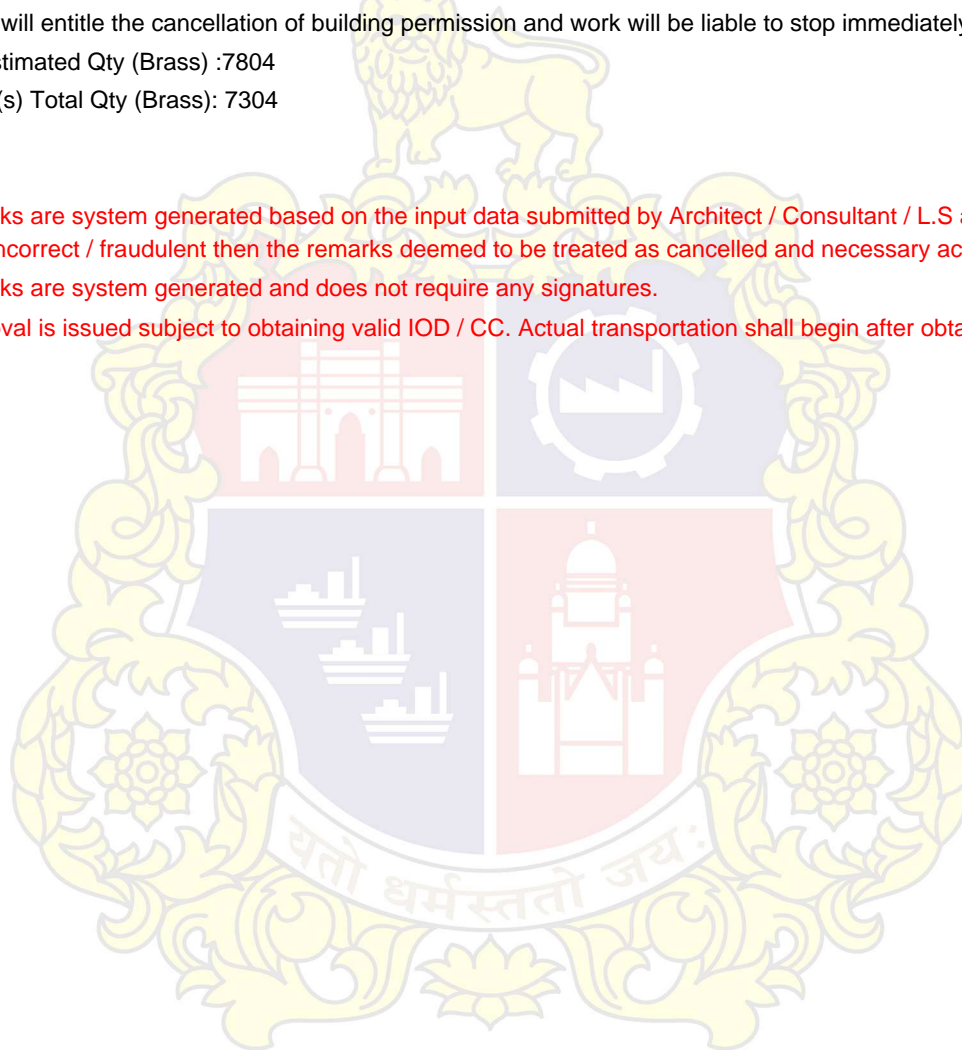 will entitle the cancellation of building permission and work will be liable to stop immediately
stimated Qty (Brass) :7804
(s) Total Qty (Brass): 7304
ks are system generated based on the input data submitted by Architect / Consultant / L.S a
ncorrect / fraudulent then the remarks deemed to be treated as cancelled and necessary ac
ks are system generated and does not require any signatures.
val is issued subject to obtaining valid IOD / CC. Actual transportation shall begin after obta
यतो धर्मस्ततो जय: